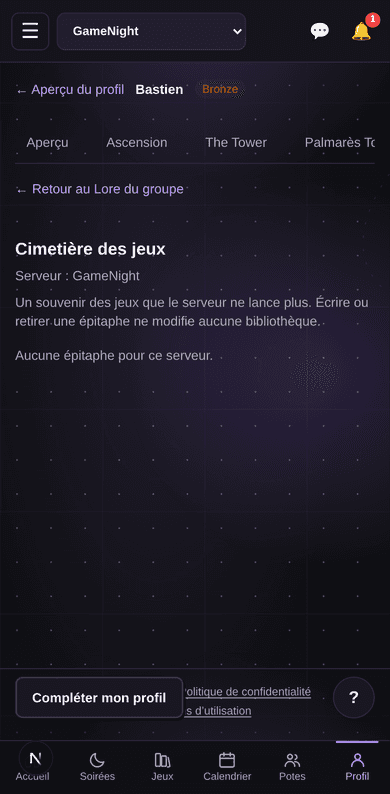 GameNight
1
← Aperçu du profil Bastien Bronze
Aperçu Ascension The Tower Palmarès To
← Retour au Lore du groupe
Cimetière des jeux
Serveur : GameNight
Un souvenir des jeux que le serveur ne lance plus. Écrire ou
retirer une épitaphe ne modifie aucune bibliothèque.
Aucune épitaphe pour ce serveur.
Compléter mon profil
olitique de confidentialité
s d'utilisation
?
N
Accueil Soirées Jeux Calendrier Potes Profil